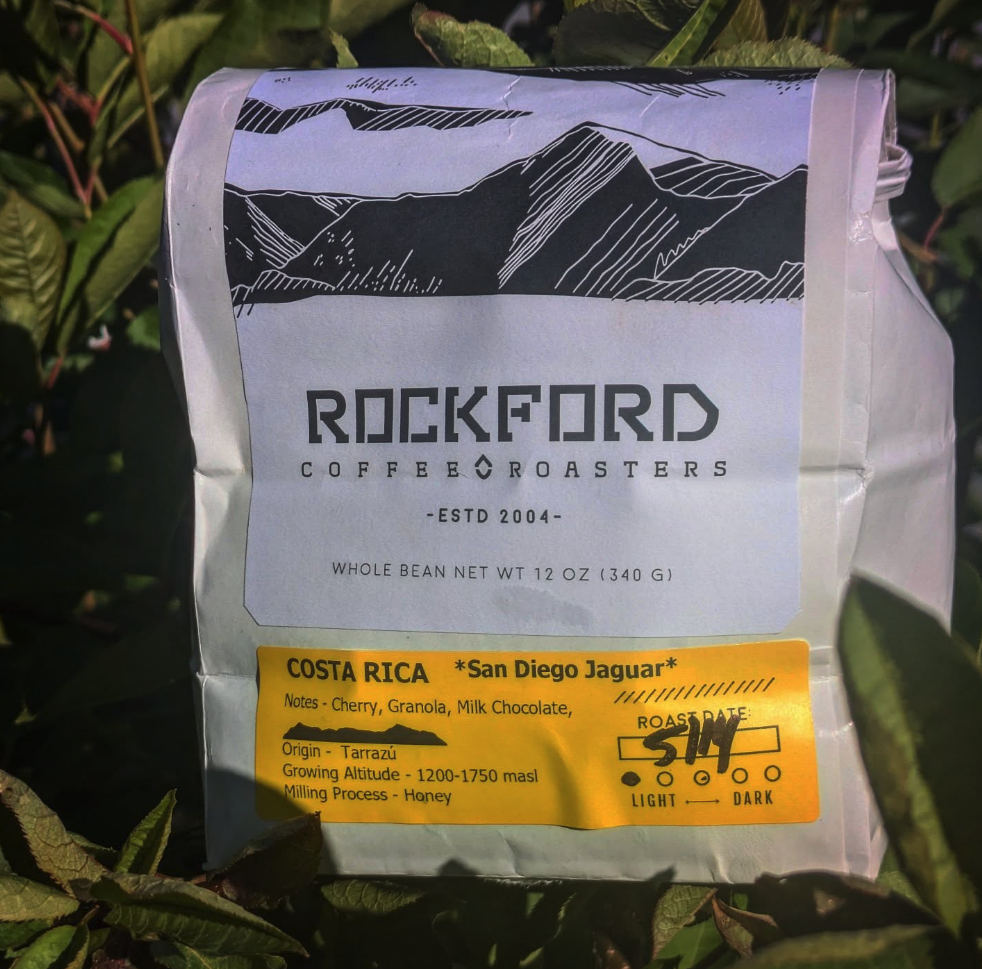 ROCKFORD
COFFEE ROASTERS
-ESTD 2004-
WHOLE BEAN NET WT 12 OZ (340 G)
COSTA RICA *San Diego Jaguar*
Notes - Cherry, Granola, Milk Chocolate,
Origin - Tarrazú
Growing Altitude - 1200-1750 masl
Milling Process - Honey
ROAST DATE:
5/14
LIGHT DARK